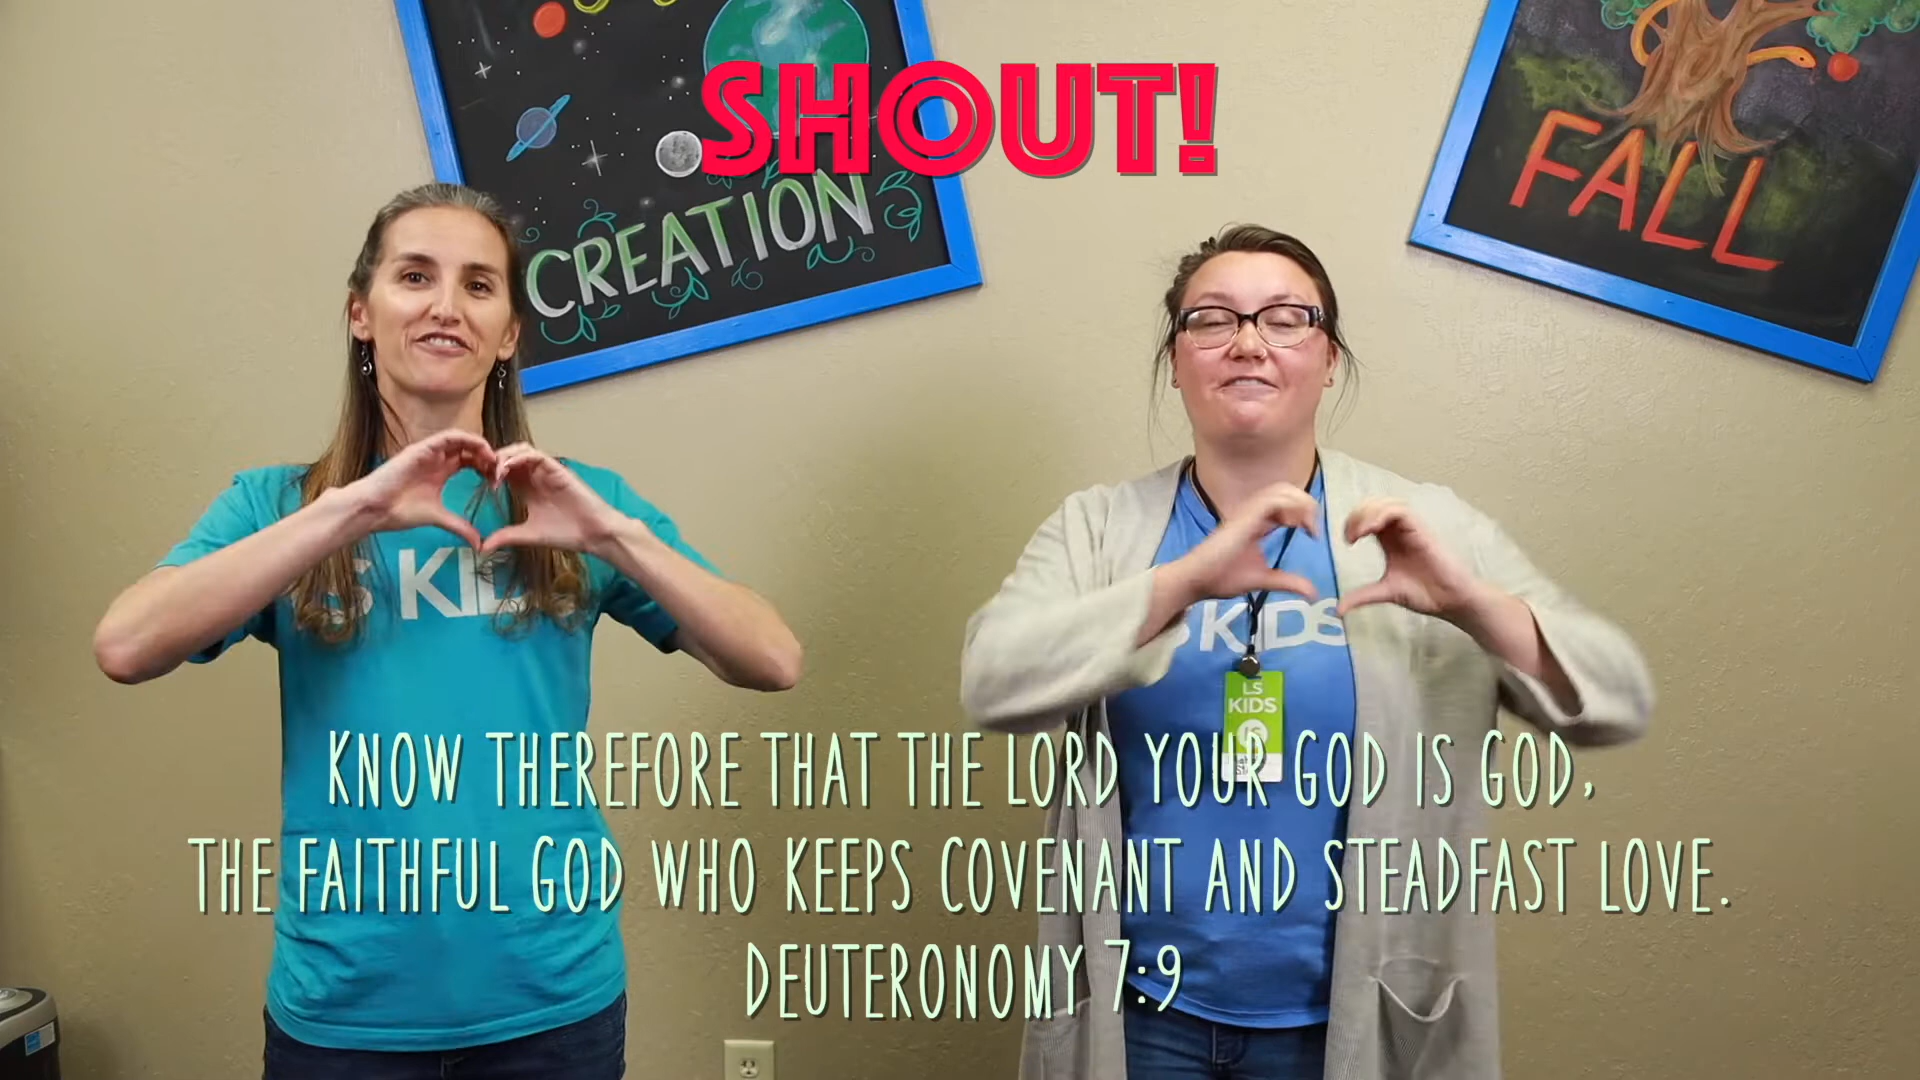 SHOUT!
CREATION
FALL
KIDS
LS
KIDS
KNOW THEREFORE THAT THE LORD YOUR GOD IS GOD,
THE FAITHFUL GOD WHO KEEPS COVENANT AND STEADFAST LOVE.
DEUTERONOMY 7:9